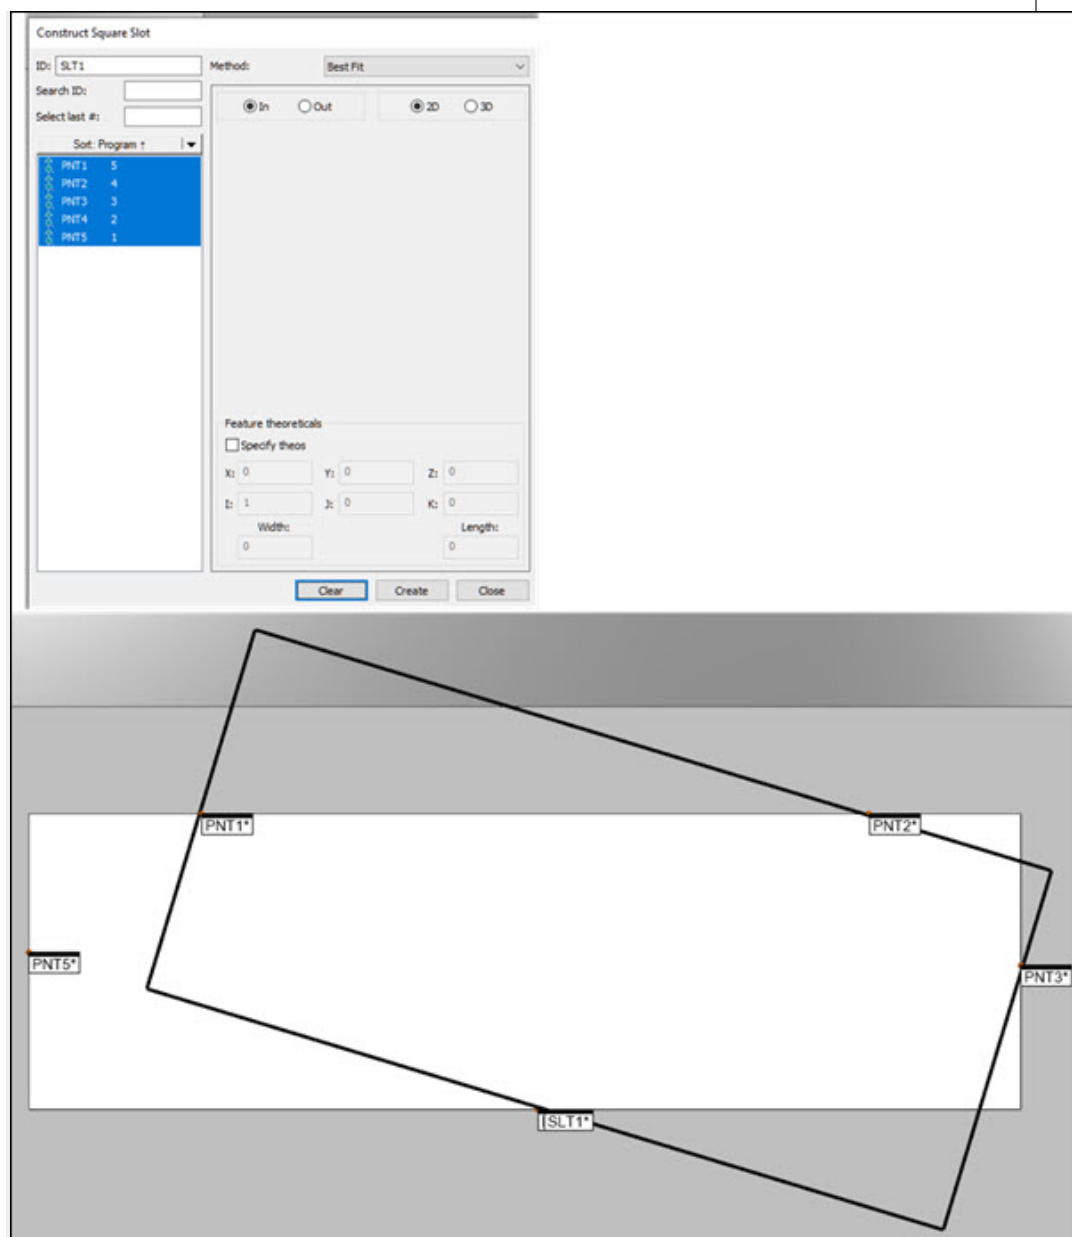 Construct Square Slot
ID: SLT1 Method: Best Fit
Search ID:
In Out 2D 3D
Select last #:
Sort: Program ↑
PNT1 5
PNT2 4
PNT3 3
PNT4 2
PNT5 1
Feature theoreticals
Specify theos
X: 0 Y: 0 Z: 0
I: 1 J: 0 K: 0
Width: Length:
0 0
Clear Create Close
PNT1*
PNT2*
PNT5*
PNT3*
SLT1*